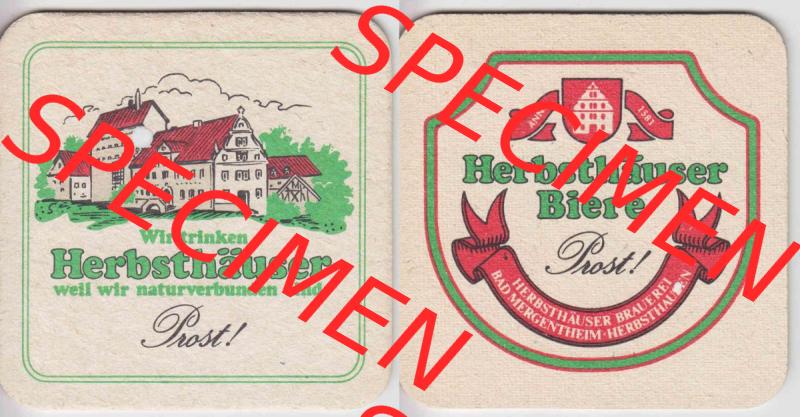 Wir trinken
Herbsthäuser
weil wir naturverbunden sind
Prost!
ANNO 1581
Herbsthäuser
Biere
Prost!
HERBSTHÄUSER BRAUEREI
BAD MERGENTHEIM-HERBSTHAUSEN
SPECIMEN
SPECIMEN